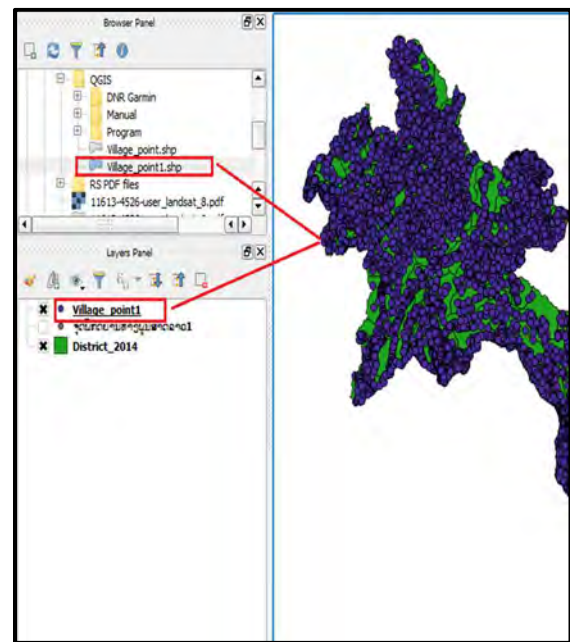 Browser Panel
QGIS
DNR Garmin
Manual
Program
Village_point.shp
Village_point1.shp
RS PDF files
11613-4526-user_landsat_8.pdf
Layers Panel
Village_point1
District_2014